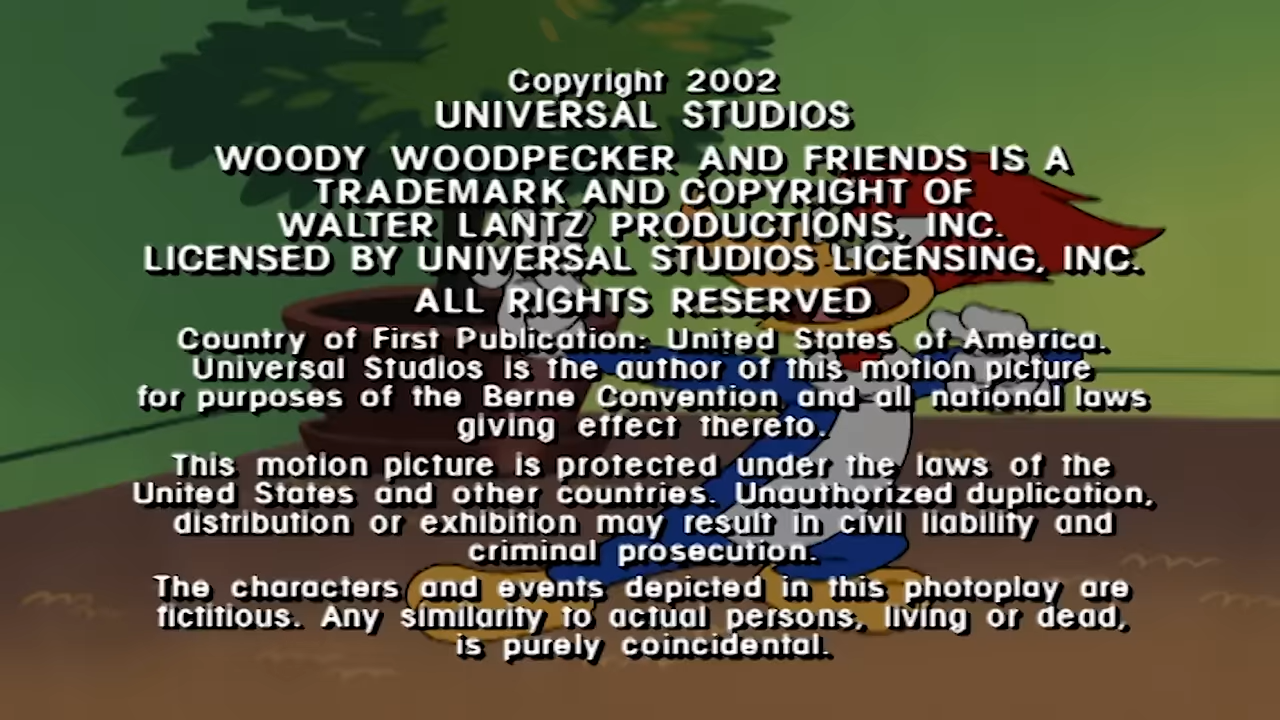 Copyright 2002
UNIVERSAL STUDIOS
WOODY WOODPECKER AND FRIENDS IS A
TRADEMARK AND COPYRIGHT OF
WALTER LANTZ PRODUCTIONS, INC.
LICENSED BY UNIVERSAL STUDIOS LICENSING, INC.
ALL RIGHTS RESERVED
Country of First Publication: United States of America.
Universal Studios is the author of this motion picture
for purposes of the Berne Convention and all national laws
giving effect thereto.
This motion picture is protected under the laws of the
United States and other countries. Unauthorized duplication,
distribution or exhibition may result in civil liability and
criminal prosecution.
The characters and events depicted in this photoplay are
fictitious. Any similarity to actual persons, living or dead,
is purely coincidental.